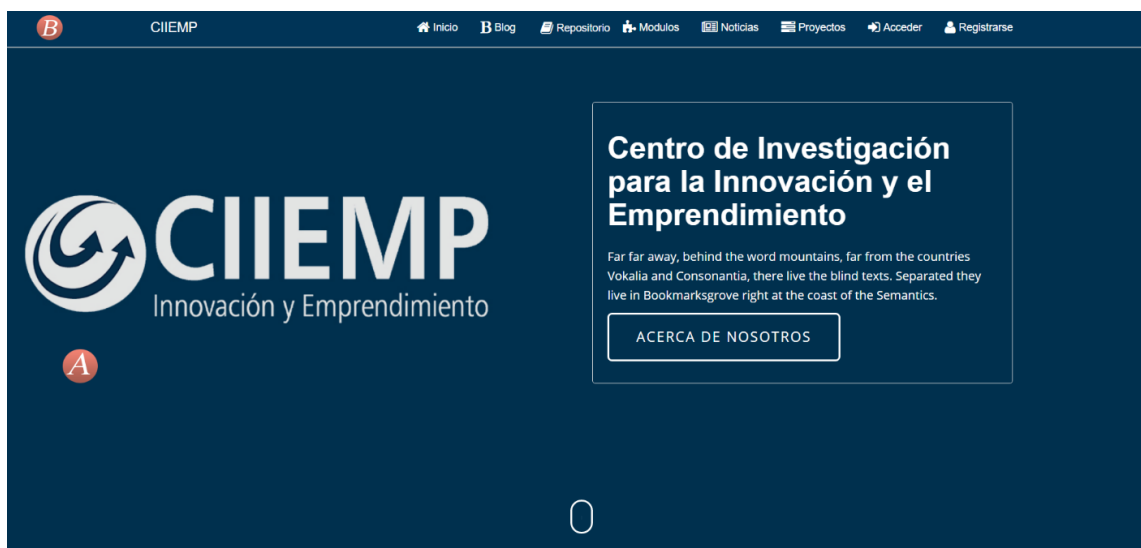 B CIIEMP Inicio B Blog Repositorio Modulos Noticias Proyectos Acceder Registrarse
CIIEMP
Innovación y Emprendimiento
A
Centro de Investigación
para la Innovación y el
Emprendimiento
Far far away, behind the word mountains, far from the countries
Vokalia and Consonantia, there live the blind texts. Separated they
live in Bookmarksgrove right at the coast of the Semantics.
ACERCA DE NOSOTROS